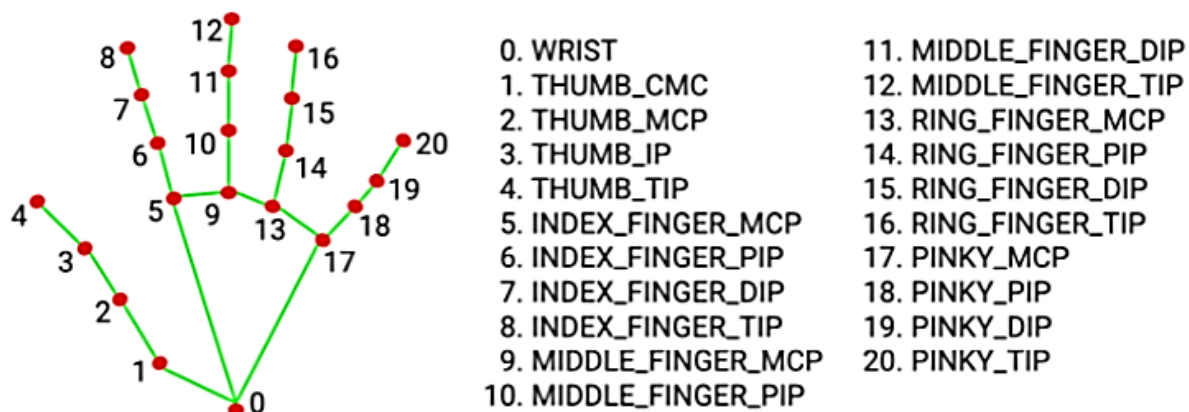 12
8
16
11
7
15
10
20
6
14
19
4
5
9
13
18
3
17
2
1
0
0. WRIST
1. THUMB_CMC
2. THUMB_MCP
3. THUMB_IP
4. THUMB_TIP
5. INDEX_FINGER_MCP
6. INDEX_FINGER_PIP
7. INDEX_FINGER_DIP
8. INDEX_FINGER_TIP
9. MIDDLE_FINGER_MCP
10. MIDDLE_FINGER_PIP
11. MIDDLE_FINGER_DIP
12. MIDDLE_FINGER_TIP
13. RING_FINGER_MCP
14. RING_FINGER_PIP
15. RING_FINGER_DIP
16. RING_FINGER_TIP
17. PINKY_MCP
18. PINKY_PIP
19. PINKY_DIP
20. PINKY_TIP